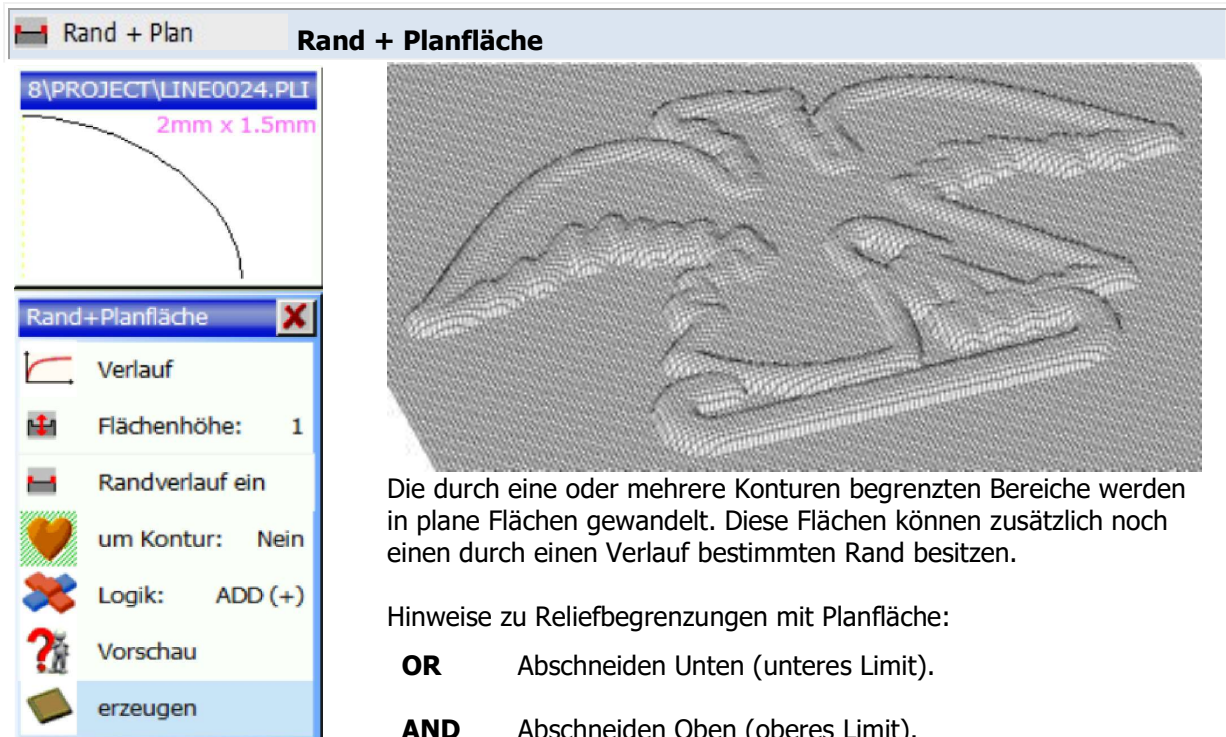 Rand + Plan
Rand + Planfläche
8\PROJECT\LINE0024.PLI
2mm x 1.5mm
Rand+Planfläche
Verlauf
Flächenhöhe: 1
Randverlauf ein
um Kontur: Nein
Logik: ADD (+)
Vorschau
erzeugen
Die durch eine oder mehrere Konturen begrenzten Bereiche werden
in plane Flächen gewandelt. Diese Flächen können zusätzlich noch
einen durch einen Verlauf bestimmten Rand besitzen.
Hinweise zu Reliefbegrenzungen mit Planfläche:
OR Abschneiden Unten (unteres Limit).
AND Abschneiden Oben (oberes Limit).